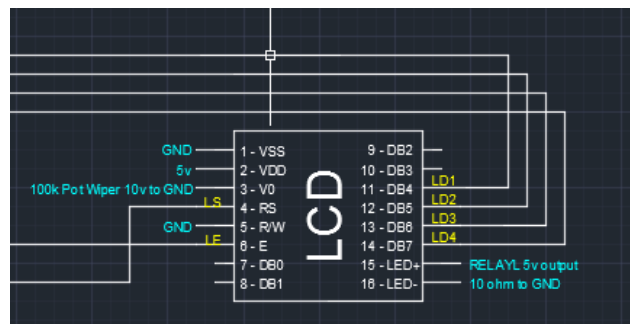 GND 1 - VSS 9 - DB2
5v 2 - VDD 10 - DB3
100k Pot Wiper 10v to GND 3 - V0 11 - DB4 LD1
LS 4 - RS 12 - DB5 LD2
GND 5 - R/W 13 - DB6 LD3
LE 6 - E 14 - DB7 LD4
7 - DB0 15 - LED+ RELAYL 5v output
8 - DB1 16 - LED- 10 ohm to GND
LCD